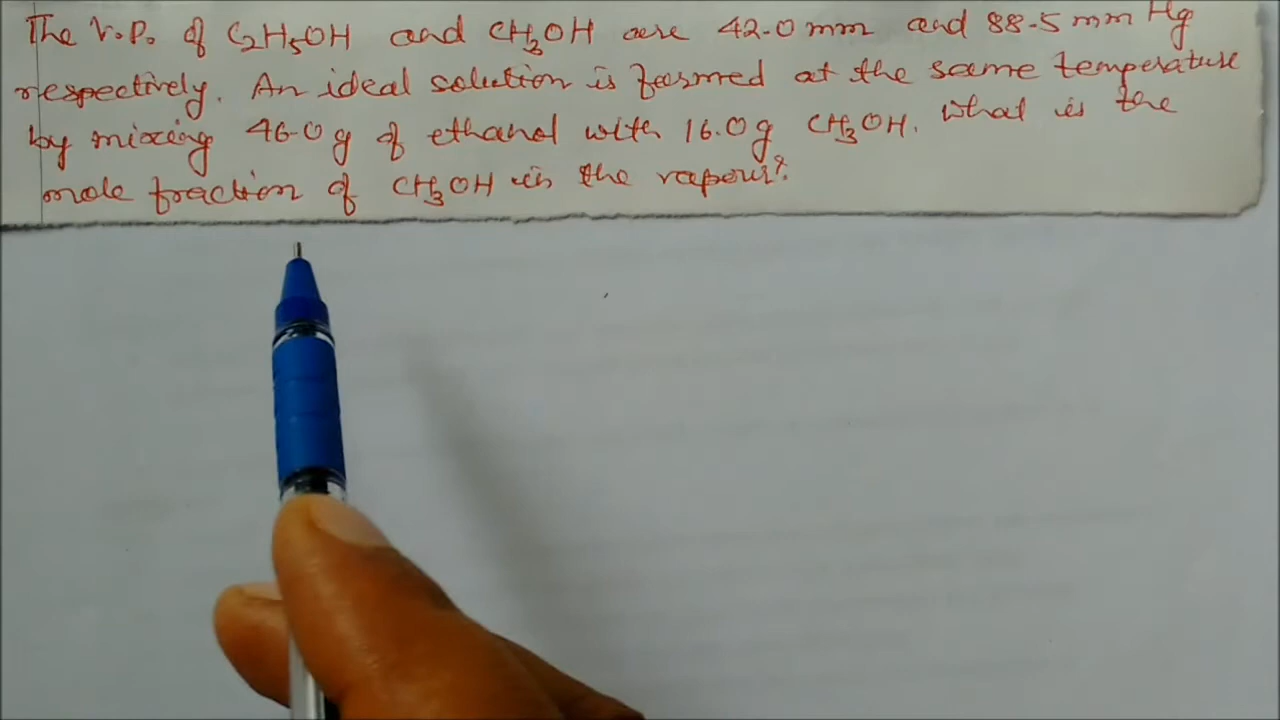 The V.P. of C2H5OH and CH3OH are 42.0 mm and 88.5 mm Hg
respectively. An ideal solution is formed at the same temperature
by mixing 46.0g of ethanol with 16.0g CH3OH. What is the
mole fraction of CH3OH in the vapour?